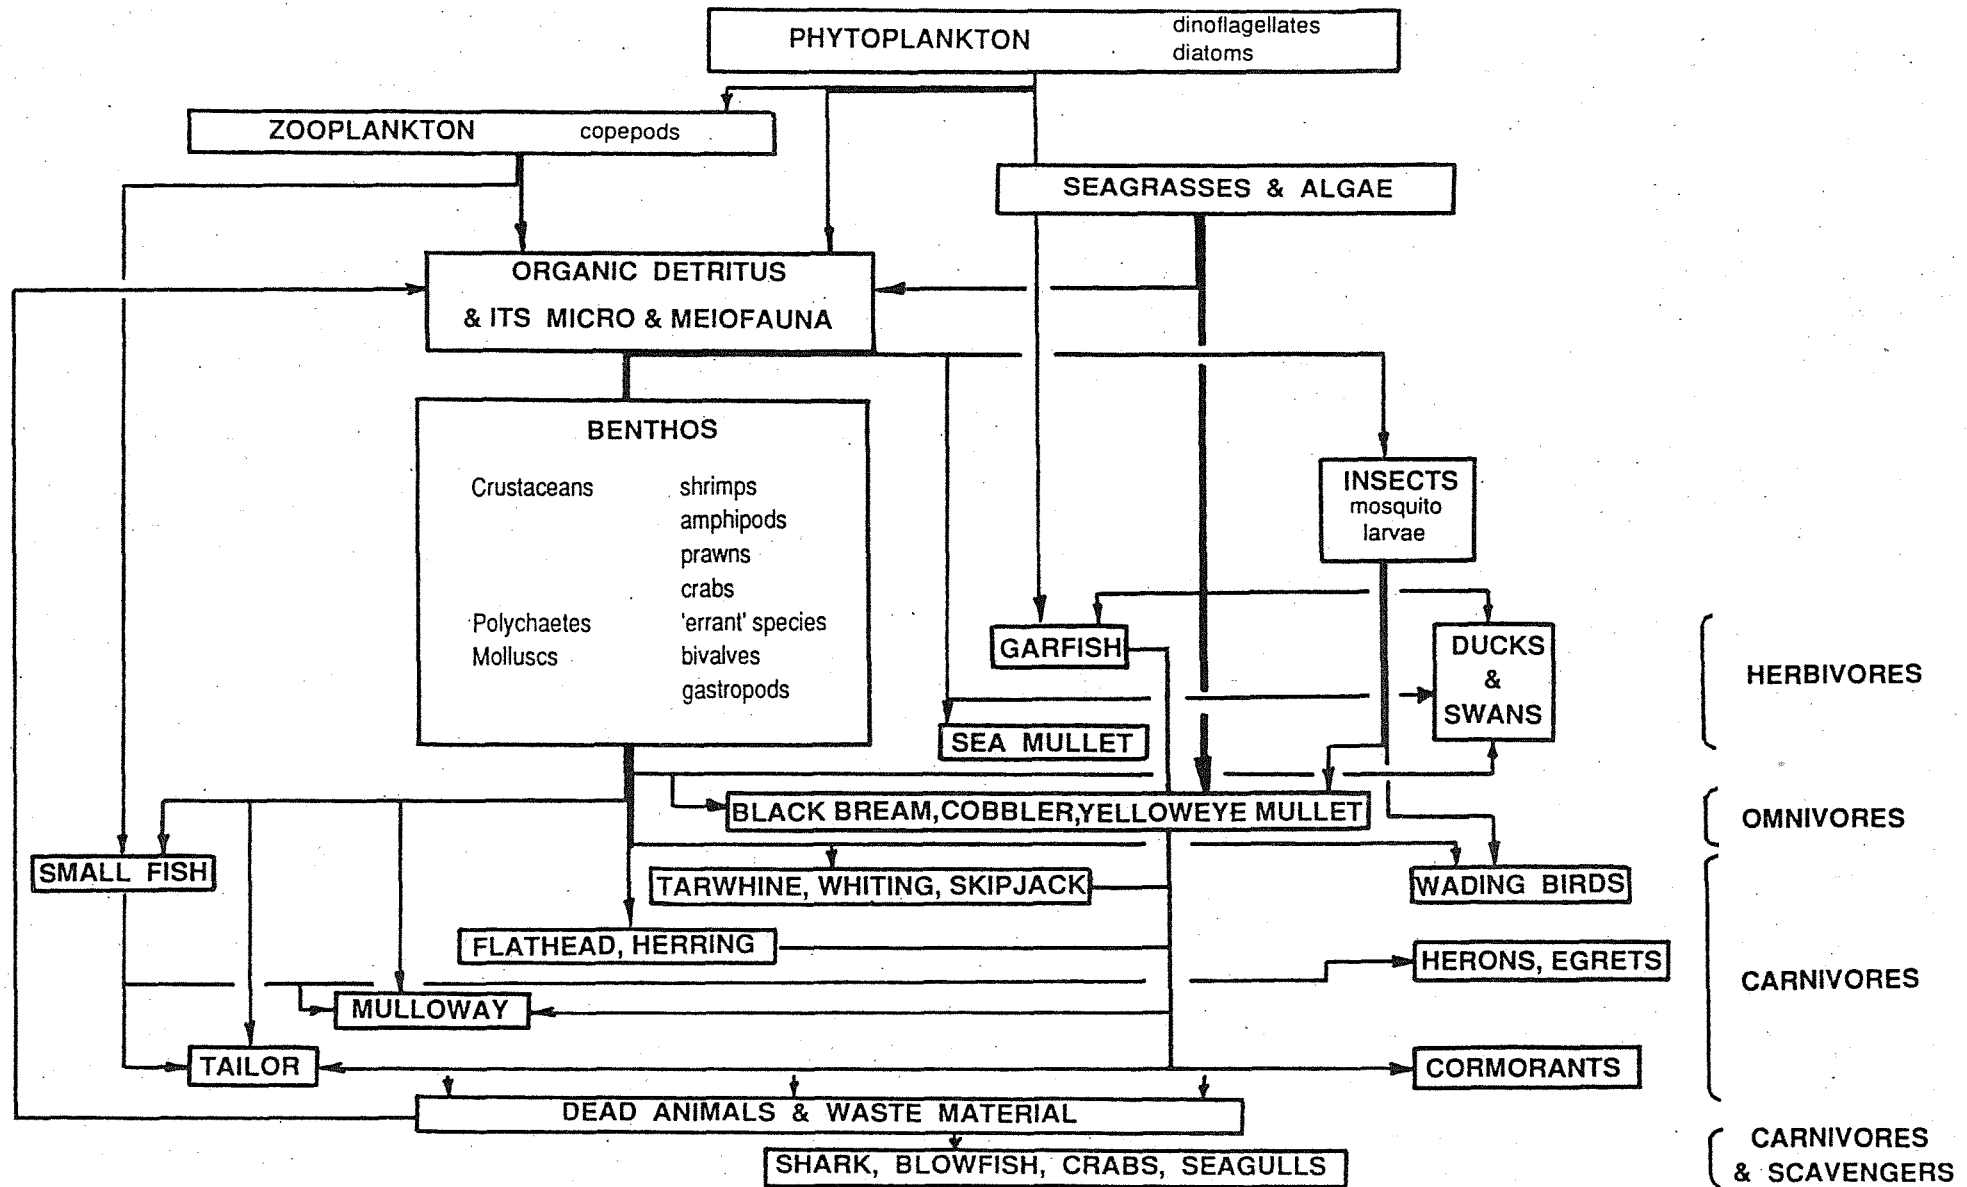 PHYTOPLANKTON dinoflagellates
diatoms
ZOOPLANKTON copepods
SEAGRASSES & ALGAE
ORGANIC DETRITUS
& ITS MICRO & MEIOFAUNA
BENTHOS
Crustaceans shrimps
amphipods
prawns
crabs
Polychaetes 'errant' species
Molluscs bivalves
gastropods
INSECTS
mosquito
larvae
GARFISH
DUCKS
&
SWANS
HERBIVORES
SEA MULLET
BLACK BREAM, COBBLER, YELLOWEYE MULLET
OMNIVORES
SMALL FISH
TARWHINE, WHITING, SKIPJACK
WADING BIRDS
FLATHEAD, HERRING
HERONS, EGRETS
CARNIVORES
MULLOWAY
TAILOR
CORMORANTS
DEAD ANIMALS & WASTE MATERIAL
SHARK, BLOWFISH, CRABS, SEAGULLS
CARNIVORES
& SCAVENGERS